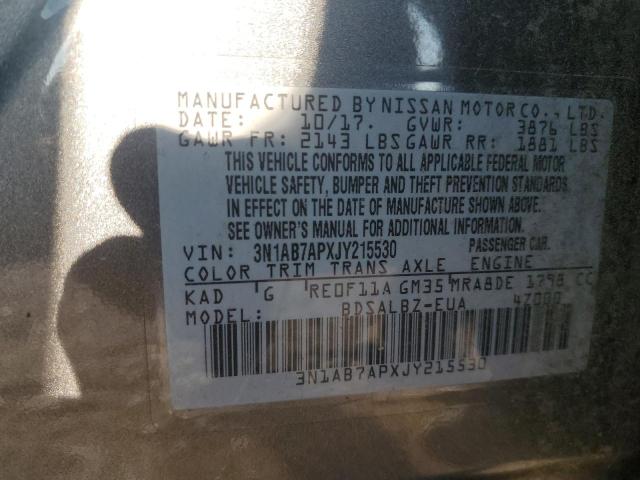 MANUFACTURED BY NISSAN MOTOR CO., LTD.
DATE: 10/17. GVWR: 3876 LBS
GAWR FR: 2143 LBS GAWR RR: 1881 LBS
THIS VEHICLE CONFORMS TO ALL APPLICABLE FEDERAL MOTOR
VEHICLE SAFETY, BUMPER AND THEFT PREVENTION STANDARDS
IN EFFECT ON THE DATE OF MANUFACTURE SHOWN ABOVE.
SEE OWNER'S MANUAL FOR ADDITIONAL INFORMATION.
VIN: 3N1AB7APXJY215530 PASSENGER CAR.
COLOR TRIM TRANS AXLE ENGINE
KAD G RE0F11A GM35 MRA8DE 1798 CC
MODEL: BDSALBZ-EUA 47000
3N1AB7APXJY215530